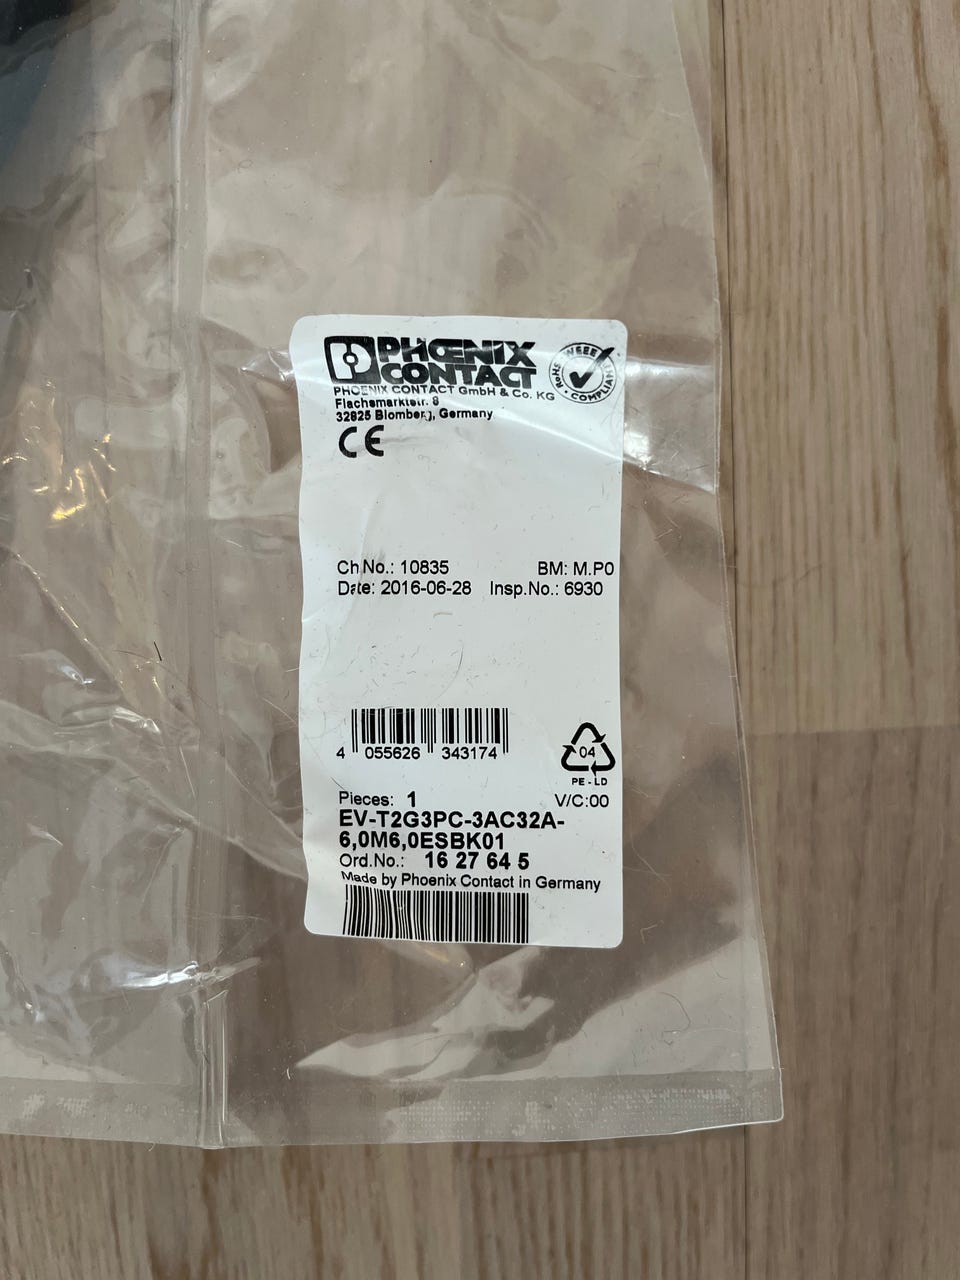 PHOENIX
CONTACT
WEEE RoHS COMPLIANT
PHOENIX CONTACT GmbH & Co. KG
Flachsmarktstr. 8
32825 Blomberg, Germany
CE
Ch No.: 10835 BM: M.P0
Date: 2016-06-28 Insp.No.: 6930
4 055626 343174
04
PE-LD
Pieces: 1 V/C:00
EV-T2G3PC-3AC32A-
6,0M6,0ESBK01
Ord.No.: 16 27 64 5
Made by Phoenix Contact in Germany